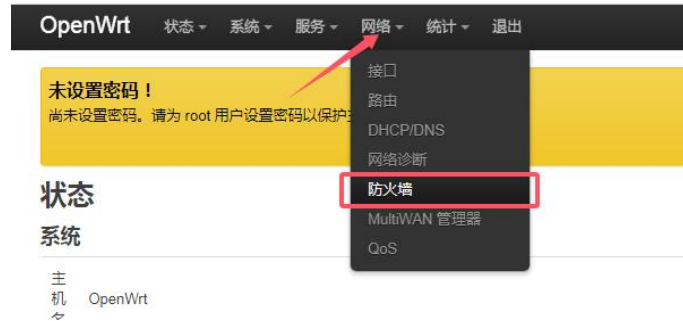 OpenWrt 状态 系统 服务 网络 统计 退出
未设置密码！
尚未设置密码。请为 root 用户设置密码以保护
接口
路由
DHCP/DNS
网络诊断
防火墙
MultiWAN 管理器
QoS
状态
系统
主
机 OpenWrt
名